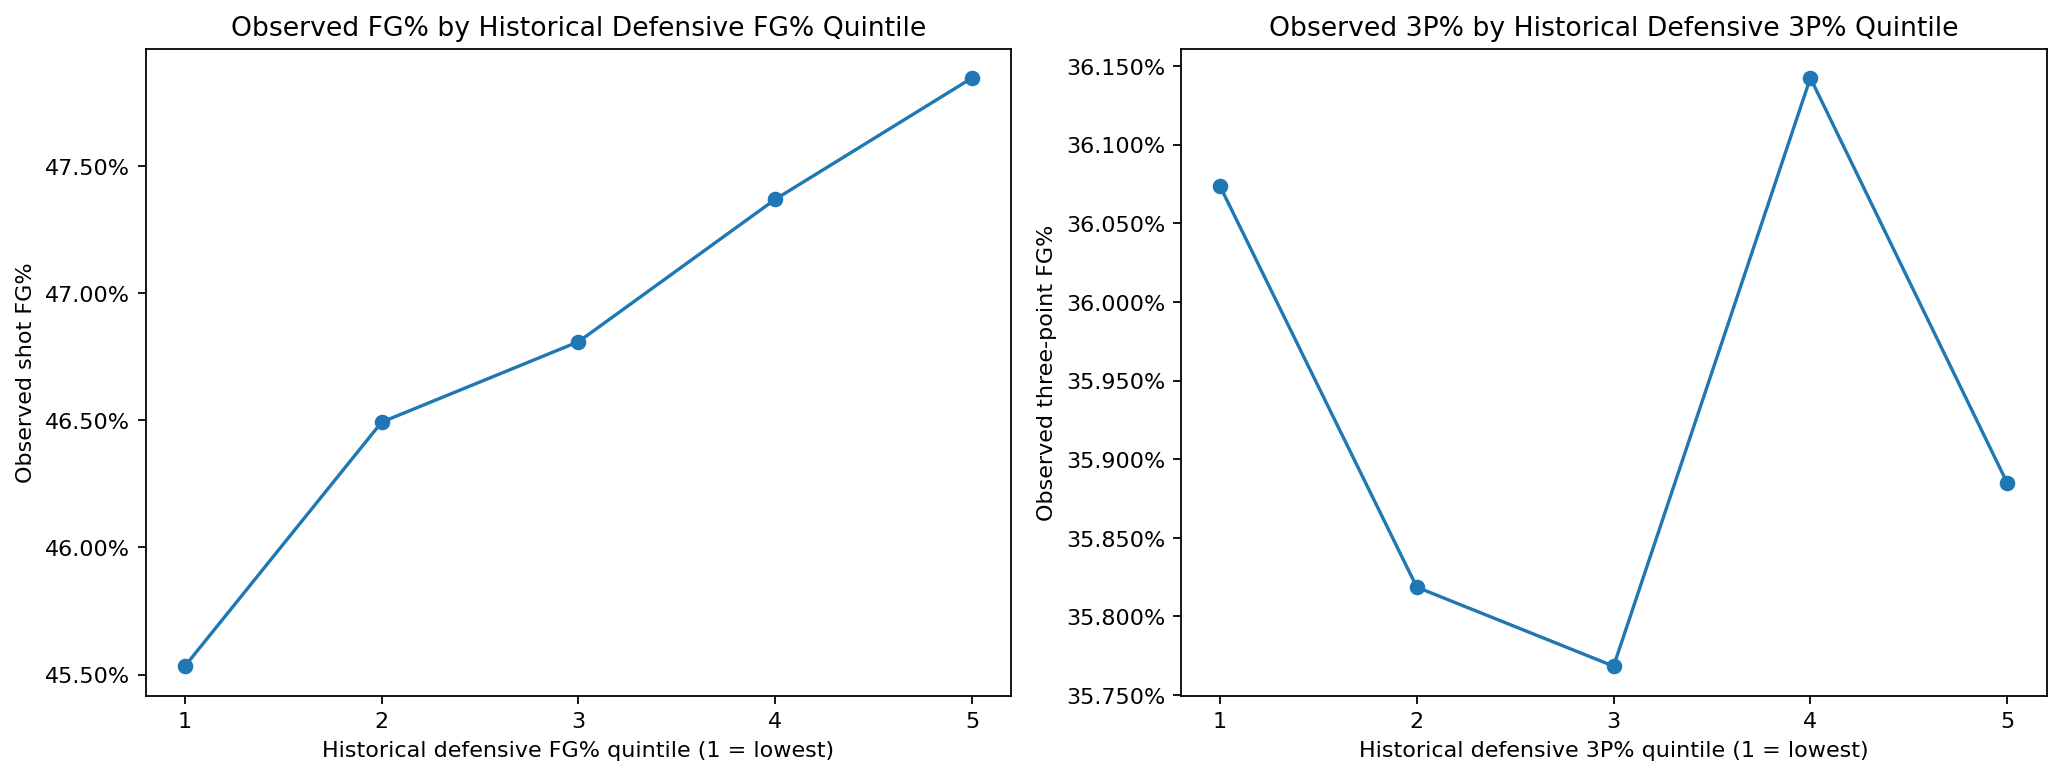 Observed FG% by Historical Defensive FG% Quintile
Observed shot FG%
47.50%
47.00%
46.50%
46.00%
45.50%
1 2 3 4 5
Historical defensive FG% quintile (1 = lowest)
Observed 3P% by Historical Defensive 3P% Quintile
Observed three-point FG%
36.150%
36.100%
36.050%
36.000%
35.950%
35.900%
35.850%
35.800%
35.750%
1 2 3 4 5
Historical defensive 3P% quintile (1 = lowest)